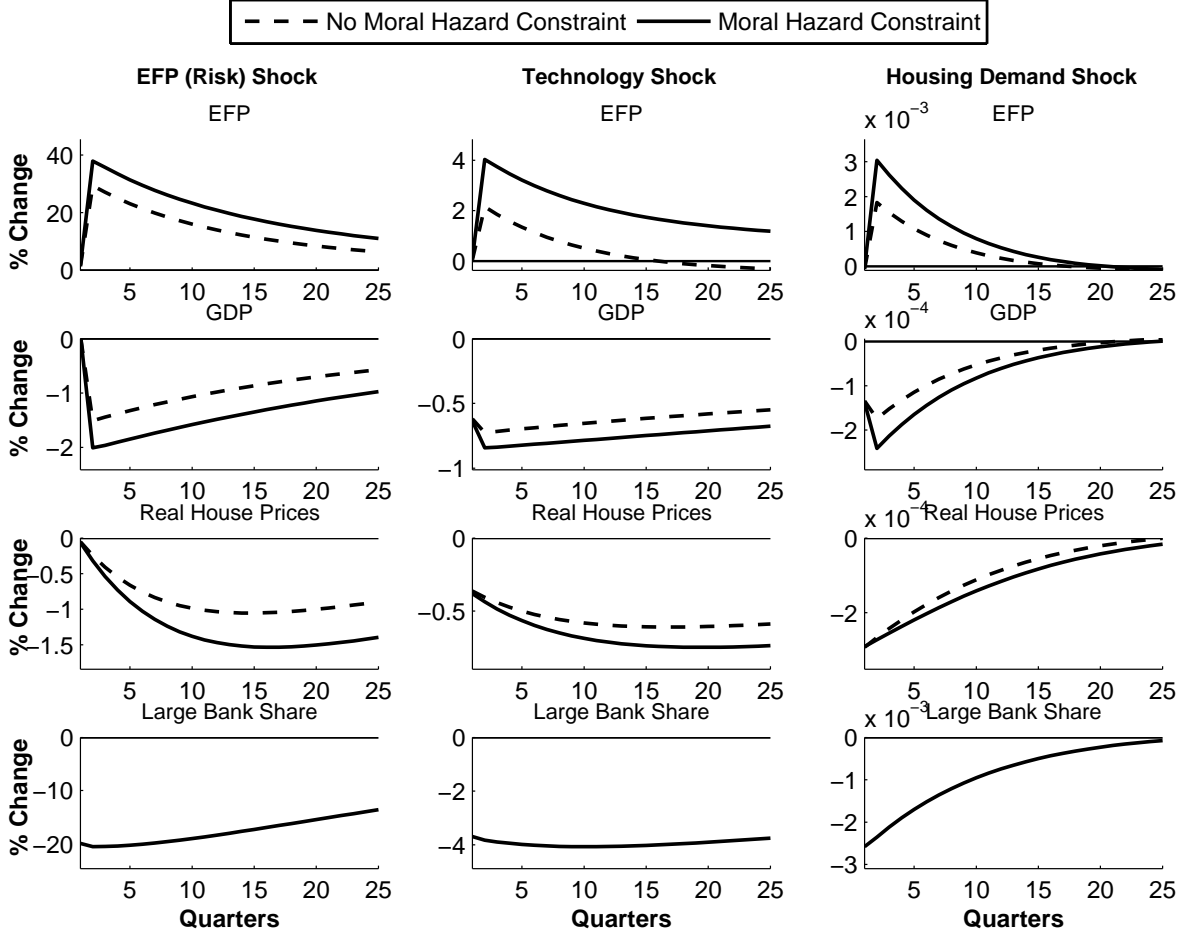 No Moral Hazard Constraint Moral Hazard Constraint
EFP (Risk) Shock Technology Shock Housing Demand Shock
EFP EFP x 10⁻³ EFP
% Change
40
20
0
5 10 15 20 25
4
2
0
5 10 15 20 25
3
2
1
0
5 10 15 20 25
GDP GDP x 10⁻⁴ GDP
% Change
0
−1
−2
5 10 15 20 25
0
−0.5
−1
5 10 15 20 25
0
−2
5 10 15 20 25
Real House Prices Real House Prices x 10⁻⁴ Real House Prices
% Change
0
−0.5
−1
−1.5
5 10 15 20 25
0
−0.5
5 10 15 20 25
0
−2
5 10 15 20 25
Large Bank Share Large Bank Share x 10⁻³ Large Bank Share
% Change
0
−10
−20
5 10 15 20 25
0
−2
−4
5 10 15 20 25
0
−1
−2
−3
5 10 15 20 25
Quarters Quarters Quarters